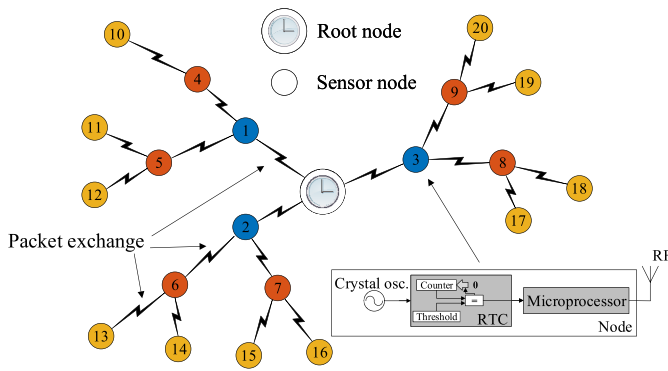 20
10
Root node
4
Sensor node
9
19
11
1
5
3
8
12
18
17
2
Packet exchange
6
7
Crystal osc.
Counter
0
=
Threshold
RTC
Microprocessor
Node
13
14
15
16